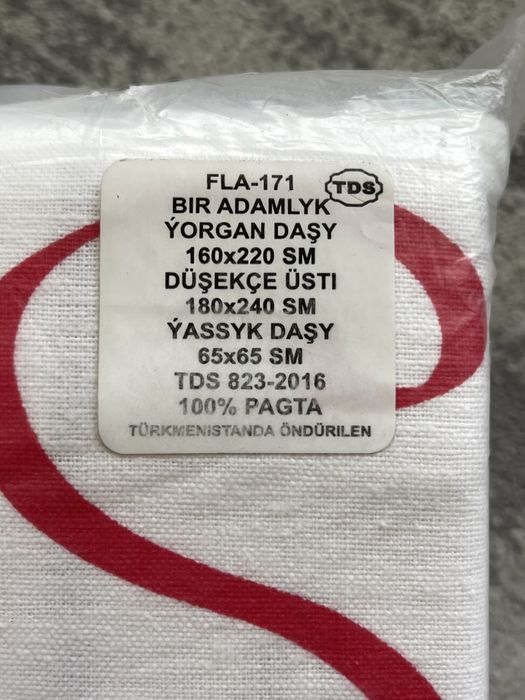 FLA-171
TDS
BIR ADAMLYK
ÝORGAN DAŞY
160x220 SM
DÜŞEKÇE ÜSTI
180x240 SM
ÝASSYK DAŞY
65x65 SM
TDS 823-2016
100% PAGTA
TÜRKMENISTANDA ÖNDÜRILEN